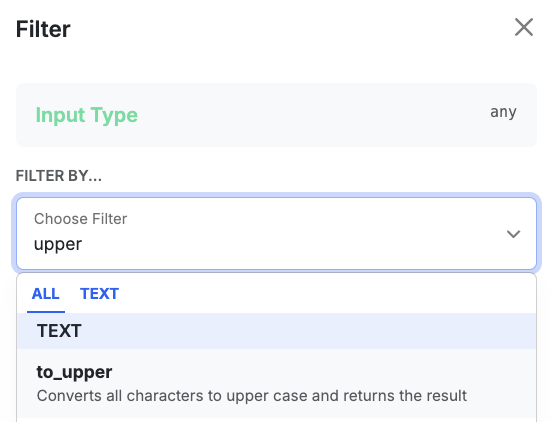 Filter
Input Type
any
FILTER BY...
Choose Filter
upper
ALL TEXT
TEXT
to_upper
Converts all characters to upper case and returns the result